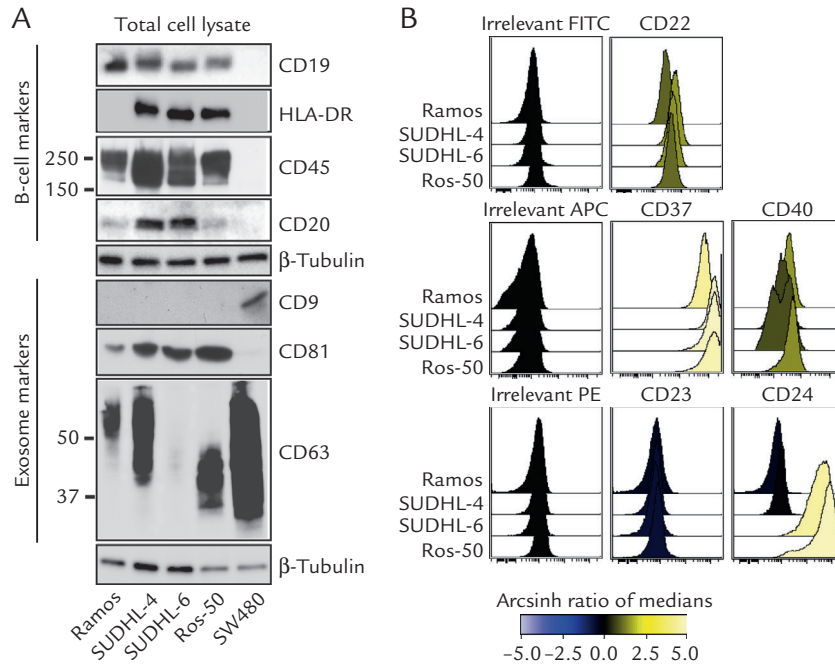 A
Total cell lysate
B-cell markers
CD19
HLA-DR
250
150
CD45
CD20
β-Tubulin
Exosome markers
CD9
CD81
50
37
CD63
β-Tubulin
Ramos
SUDHL-4
SUDHL-6
Ros-50
SW480
B
Irrelevant FITC
CD22
Ramos
SUDHL-4
SUDHL-6
Ros-50
Irrelevant APC
CD37
CD40
Ramos
SUDHL-4
SUDHL-6
Ros-50
Irrelevant PE
CD23
CD24
Ramos
SUDHL-4
SUDHL-6
Ros-50
Arcsinh ratio of medians
−5.0 −2.5 0.0 2.5 5.0